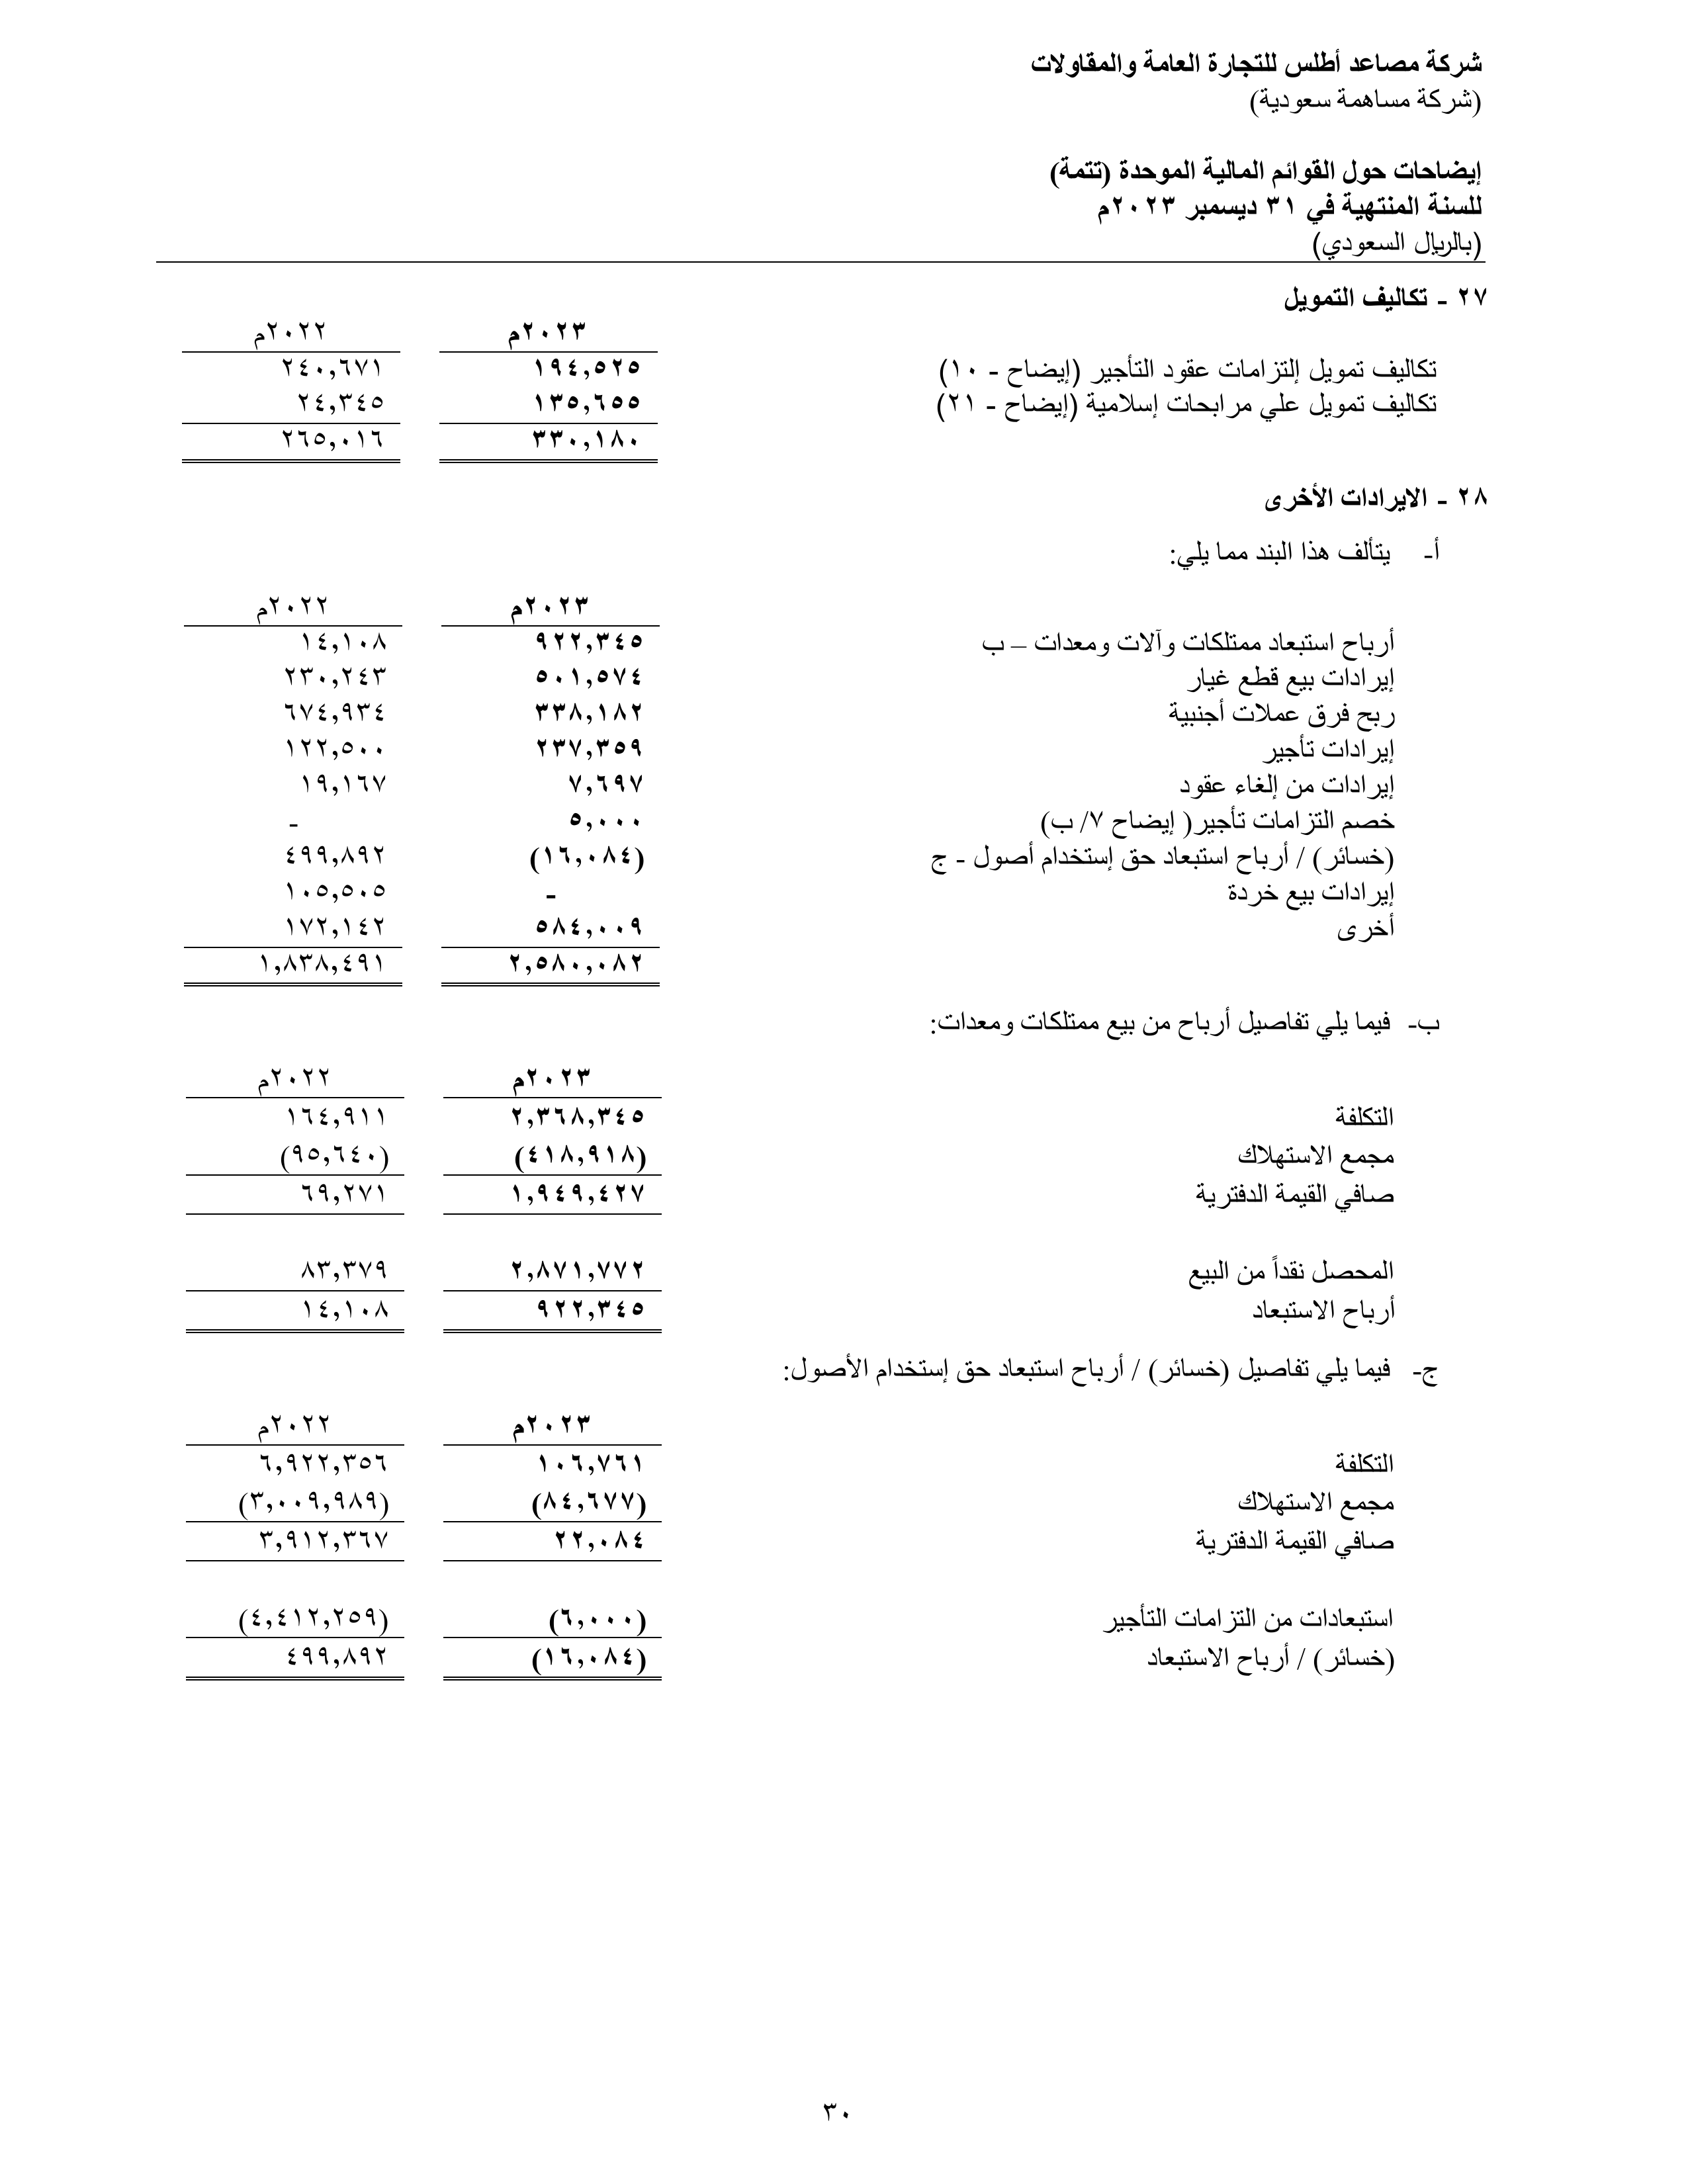 شركة مصاعد أطلس للتجارة العامة والمقاولات
(شركة مساهمة سعودية)
إيضاحات حول القوائم المالية الموحدة (تتمة)
للسنة المنتهية في ٣١ ديسمبر ٢٠٢٣م
(بالريال السعودي)
٢٧ - تكاليف التمويل
٢٠٢٣م ٢٠٢٢م
تكاليف تمويل إلتزامات عقود التأجير (إيضاح - ١٠) ١٩٤,٥٢٥ ٢٤٠,٦٧١
تكاليف تمويل علي مرابحات إسلامية (إيضاح - ٢١) ١٣٥,٦٥٥ ٢٤,٣٤٥
٣٣٠,١٨٠ ٢٦٥,٠١٦
٢٨ - الايرادات الأخرى
أ- يتألف هذا البند مما يلي:
٢٠٢٣م ٢٠٢٢م
أرباح استبعاد ممتلكات وآلات ومعدات – ب ٩٢٢,٣٤٥ ١٤,١٠٨
إيرادات بيع قطع غيار ٥٠١,٥٧٤ ٢٣٠,٢٤٣
ربح فرق عملات أجنبية ٣٣٨,١٨٢ ٦٧٤,٩٣٤
إيرادات تأجير ٢٣٧,٣٥٩ ١٢٢,٥٠٠
إيرادات من إلغاء عقود ٧,٦٩٧ ١٩,١٦٧
خصم التزامات تأجير( إيضاح ٧/ ب) ٥,٠٠٠ -
(خسائر) / أرباح استبعاد حق إستخدام أصول - ج (١٦,٠٨٤) ٤٩٩,٨٩٢
إيرادات بيع خردة - ١٠٥,٥٠٥
أخرى ٥٨٤,٠٠٩ ١٧٢,١٤٢
٢,٥٨٠,٠٨٢ ١,٨٣٨,٤٩١
ب- فيما يلي تفاصيل أرباح من بيع ممتلكات ومعدات:
٢٠٢٣م ٢٠٢٢م
التكلفة ٢,٣٦٨,٣٤٥ ١٦٤,٩١١
مجمع الاستهلاك (٤١٨,٩١٨) (٩٥,٦٤٠)
صافي القيمة الدفترية ١,٩٤٩,٤٢٧ ٦٩,٢٧١
المحصل نقداً من البيع ٢,٨٧١,٧٧٢ ٨٣,٣٧٩
أرباح الاستبعاد ٩٢٢,٣٤٥ ١٤,١٠٨
ج- فيما يلي تفاصيل (خسائر) / أرباح استبعاد حق إستخدام الأصول:
٢٠٢٣م ٢٠٢٢م
التكلفة ١٠٦,٧٦١ ٦,٩٢٢,٣٥٦
مجمع الاستهلاك (٨٤,٦٧٧) (٣,٠٠٩,٩٨٩)
صافي القيمة الدفترية ٢٢,٠٨٤ ٣,٩١٢,٣٦٧
استبعادات من التزامات التأجير (٦,٠٠٠) (٤,٤١٢,٢٥٩)
(خسائر) / أرباح الاستبعاد (١٦,٠٨٤) ٤٩٩,٨٩٢
٣٠